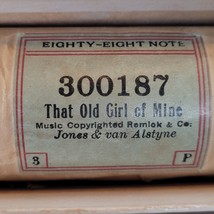 EIGHTY-EIGHT NOTE
300187
That Old Girl of Mine
Music Copyrighted Remick & Co.
Jones & van Alstyne
3 P